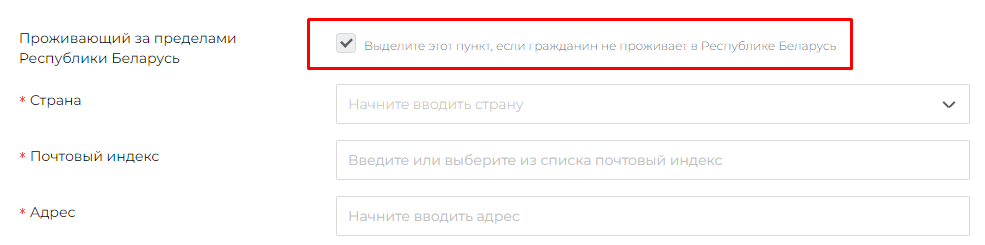 Проживающий за пределами
Республики Беларусь
Выделите этот пункт, если гражданин не проживает в Республике Беларусь
* Страна
Начните вводить страну
* Почтовый индекс
Введите или выберите из списка почтовый индекс
* Адрес
Начните вводить адрес